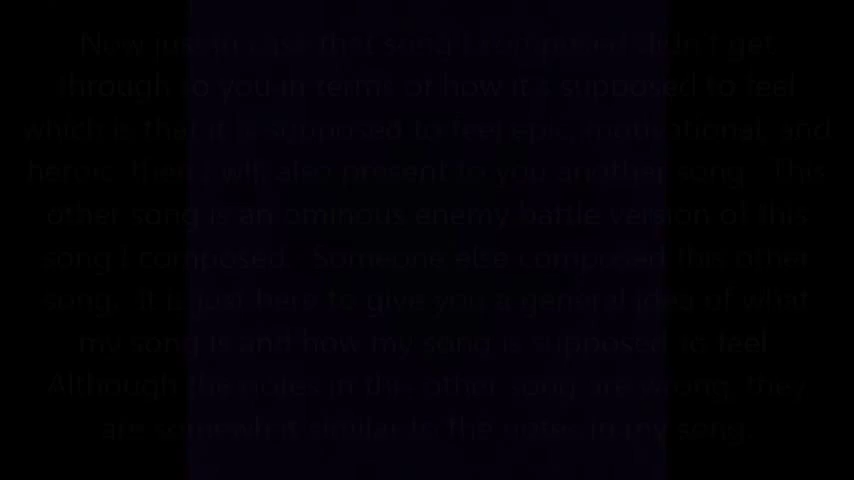 Now just in case that song I composed didn't get
through to you in terms of how it's supposed to feel
which is that it is supposed to feel epic, motivational, and
heroic, then I will also present to you another song.  This
other song is an ominous enemy battle version of this
song I composed.  Someone else composed this other
song.  It is just here to give you a general idea of what
my song is and how my song is supposed to feel.
Although the notes in this other song are wrong, they
are somewhat similar to the notes in my song.